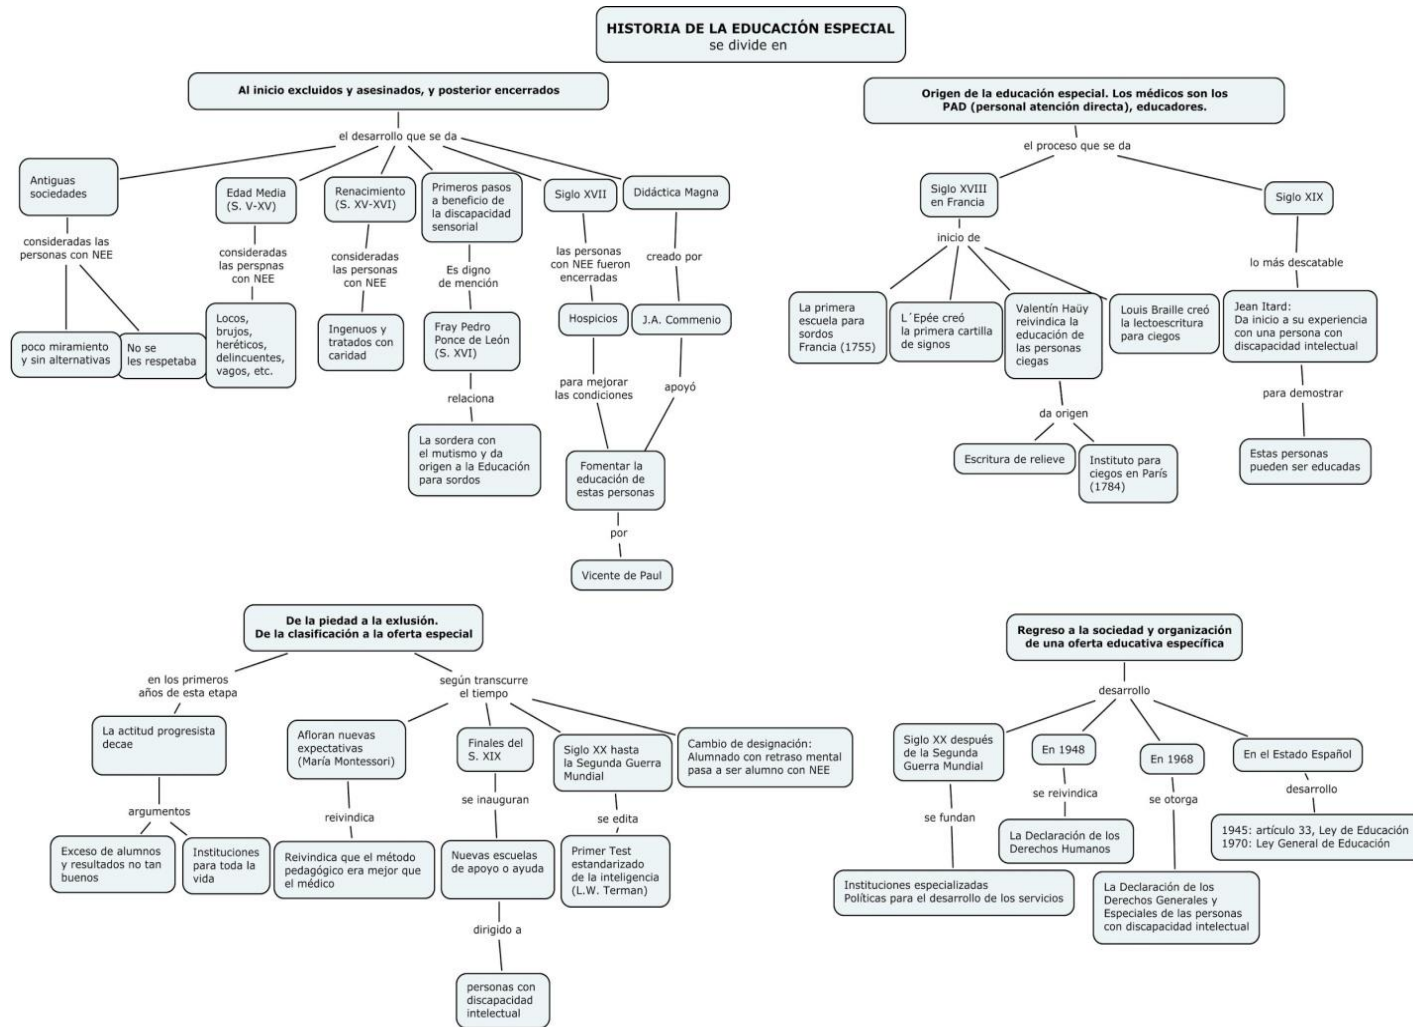 HISTORIA DE LA EDUCACIÓN ESPECIAL
se divide en
Al inicio excluidos y asesinados, y posterior encerrados
el desarrollo que se da
Antiguas
sociedades
consideradas las
personas con NEE
poco miramiento
y sin alternativas
No se
les respetaba
Edad Media
(S. V-XV)
consideradas
las perspnas
con NEE
Locos,
brujos,
heréticos,
delincuentes,
vagos, etc.
Renacimiento
(S. XV-XVI)
consideradas
las personas
con NEE
Ingenuos y
tratados con
caridad
Primeros pasos
a beneficio de
la discapacidad
sensorial
Es digno
de mención
Fray Pedro
Ponce de León
(S. XVI)
relaciona
La sordera con
el mutismo y da
origen a la Educación
para sordos
Siglo XVII
las personas
con NEE fueron
encerradas
Hospicios
para mejorar
las condiciones
Didáctica Magna
creado por
J.A. Commenio
apoyó
Fomentar la
educación de
estas personas
por
Vicente de Paul
Origen de la educación especial. Los médicos son los
PAD (personal atención directa), educadores.
el proceso que se da
Siglo XVIII
en Francia
inicio de
La primera
escuela para
sordos
Francia (1755)
L´Epée creó
la primera cartilla
de signos
Valentín Haüy
reivindica la
educación de
las personas
ciegas
da origen
Escritura de relieve
Instituto para
ciegos en París
(1784)
Louis Braille creó
la lectoescritura
para ciegos
Siglo XIX
lo más descatable
Jean Itard:
Da inicio a su experiencia
con una persona con
discapacidad intelectual
para demostrar
Estas personas
pueden ser educadas
De la piedad a la exlusión.
De la clasificación a la oferta especial
en los primeros
años de esta etapa
La actitud progresista
decae
argumentos
Exceso de alumnos
y resultados no tan
buenos
Instituciones
para toda la
vida
según transcurre
el tiempo
Afloran nuevas
expectativas
(María Montessori)
reivindica
Reivindica que el método
pedagógico era mejor que
el médico
Finales del
S. XIX
se inauguran
Nuevas escuelas
de apoyo o ayuda
dirigido a
personas con
discapacidad
intelectual
Siglo XX hasta
la Segunda Guerra
Mundial
se edita
Primer Test
estandarizado
de la inteligencia
(L.W. Terman)
Cambio de designación:
Alumnado con retraso mental
pasa a ser alumno con NEE
Regreso a la sociedad y organización
de una oferta educativa específica
desarrollo
Siglo XX después
de la Segunda
Guerra Mundial
se fundan
Instituciones especializadas
Políticas para el desarrollo de los servicios
En 1948
se reivindica
La Declaración de los
Derechos Humanos
En 1968
se otorga
La Declaración de los
Derechos Generales y
Especiales de las personas
con discapacidad intelectual
En el Estado Español
desarrollo
1945: artículo 33, Ley de Educación
1970: Ley General de Educación